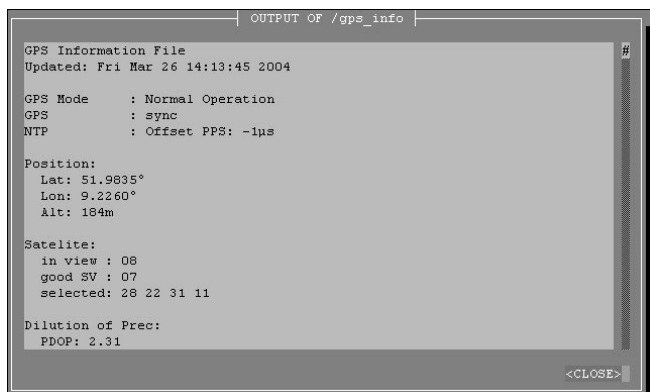 OUTPUT OF /gps_info
GPS Information File
Updated: Fri Mar 26 14:13:45 2004
GPS Mode : Normal Operation
GPS : sync
NTP : Offset PPS: -1µs
Position:
Lat: 51.9835°
Lon: 9.2260°
Alt: 184m
Satelite:
in view : 08
good SV : 07
selected: 28 22 31 11
Dilution of Prec:
PDOP: 2.31
#
<CLOSE>